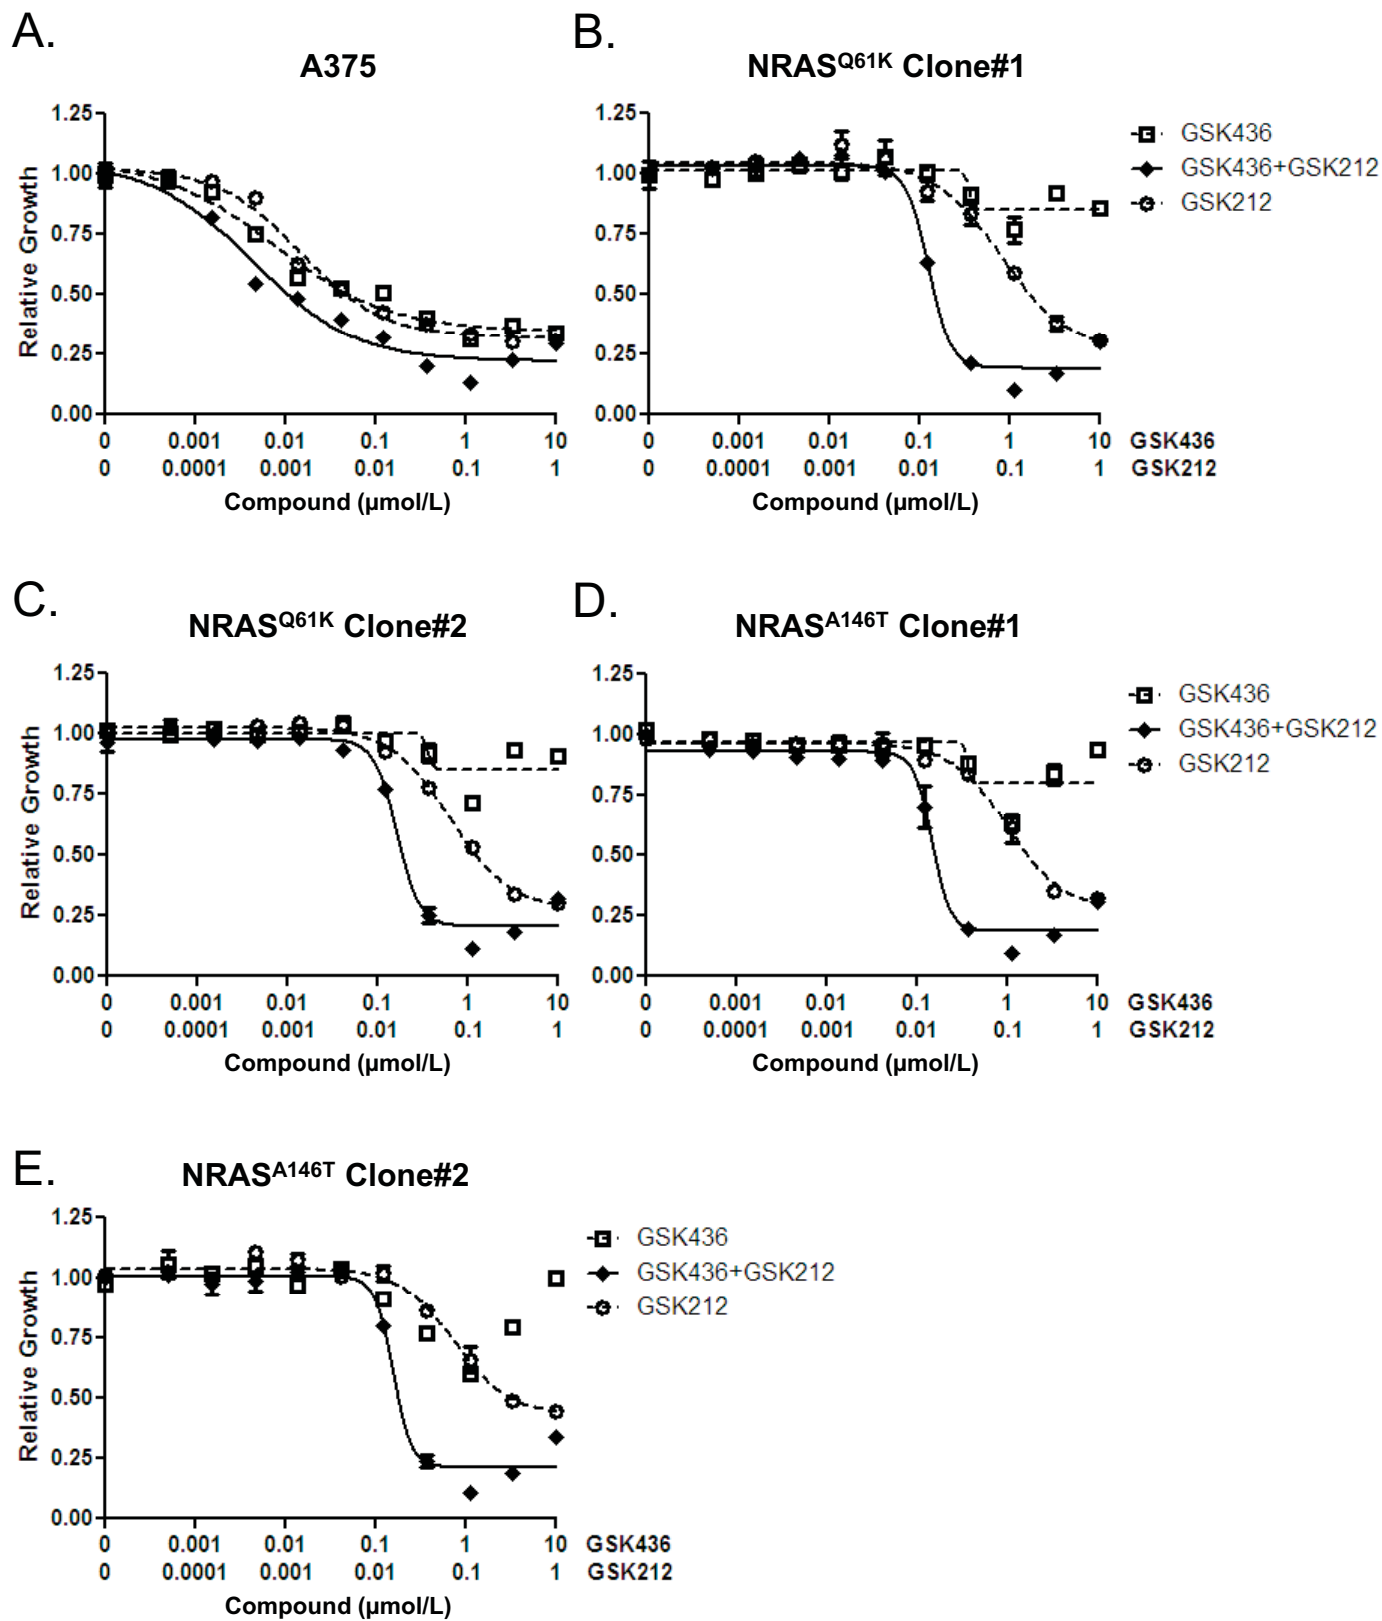 A.
A375
Relative Growth
1.25
1.00
0.75
0.50
0.25
0.00
0 0.001 0.01 0.1 1 10
0 0.0001 0.001 0.01 0.1 1
Compound (µmol/L)
B.
NRASQ61K Clone#1
1.25
1.00
0.75
0.50
0.25
0.00
GSK436
GSK436+GSK212
GSK212
0 0.001 0.01 0.1 1 10 GSK436
0 0.0001 0.001 0.01 0.1 1 GSK212
Compound (µmol/L)
C.
NRASQ61K Clone#2
Relative Growth
1.25
1.00
0.75
0.50
0.25
0.00
0 0.001 0.01 0.1 1 10
0 0.0001 0.001 0.01 0.1 1
Compound (µmol/L)
D.
NRASA146T Clone#1
1.25
1.00
0.75
0.50
0.25
0.00
GSK436
GSK436+GSK212
GSK212
0 0.001 0.01 0.1 1 10 GSK436
0 0.0001 0.001 0.01 0.1 1 GSK212
Compound (µmol/L)
E.
NRASA146T Clone#2
Relative Growth
1.25
1.00
0.75
0.50
0.25
0.00
GSK436
GSK436+GSK212
GSK212
0 0.001 0.01 0.1 1 10 GSK436
0 0.0001 0.001 0.01 0.1 1 GSK212
Compound (µmol/L)